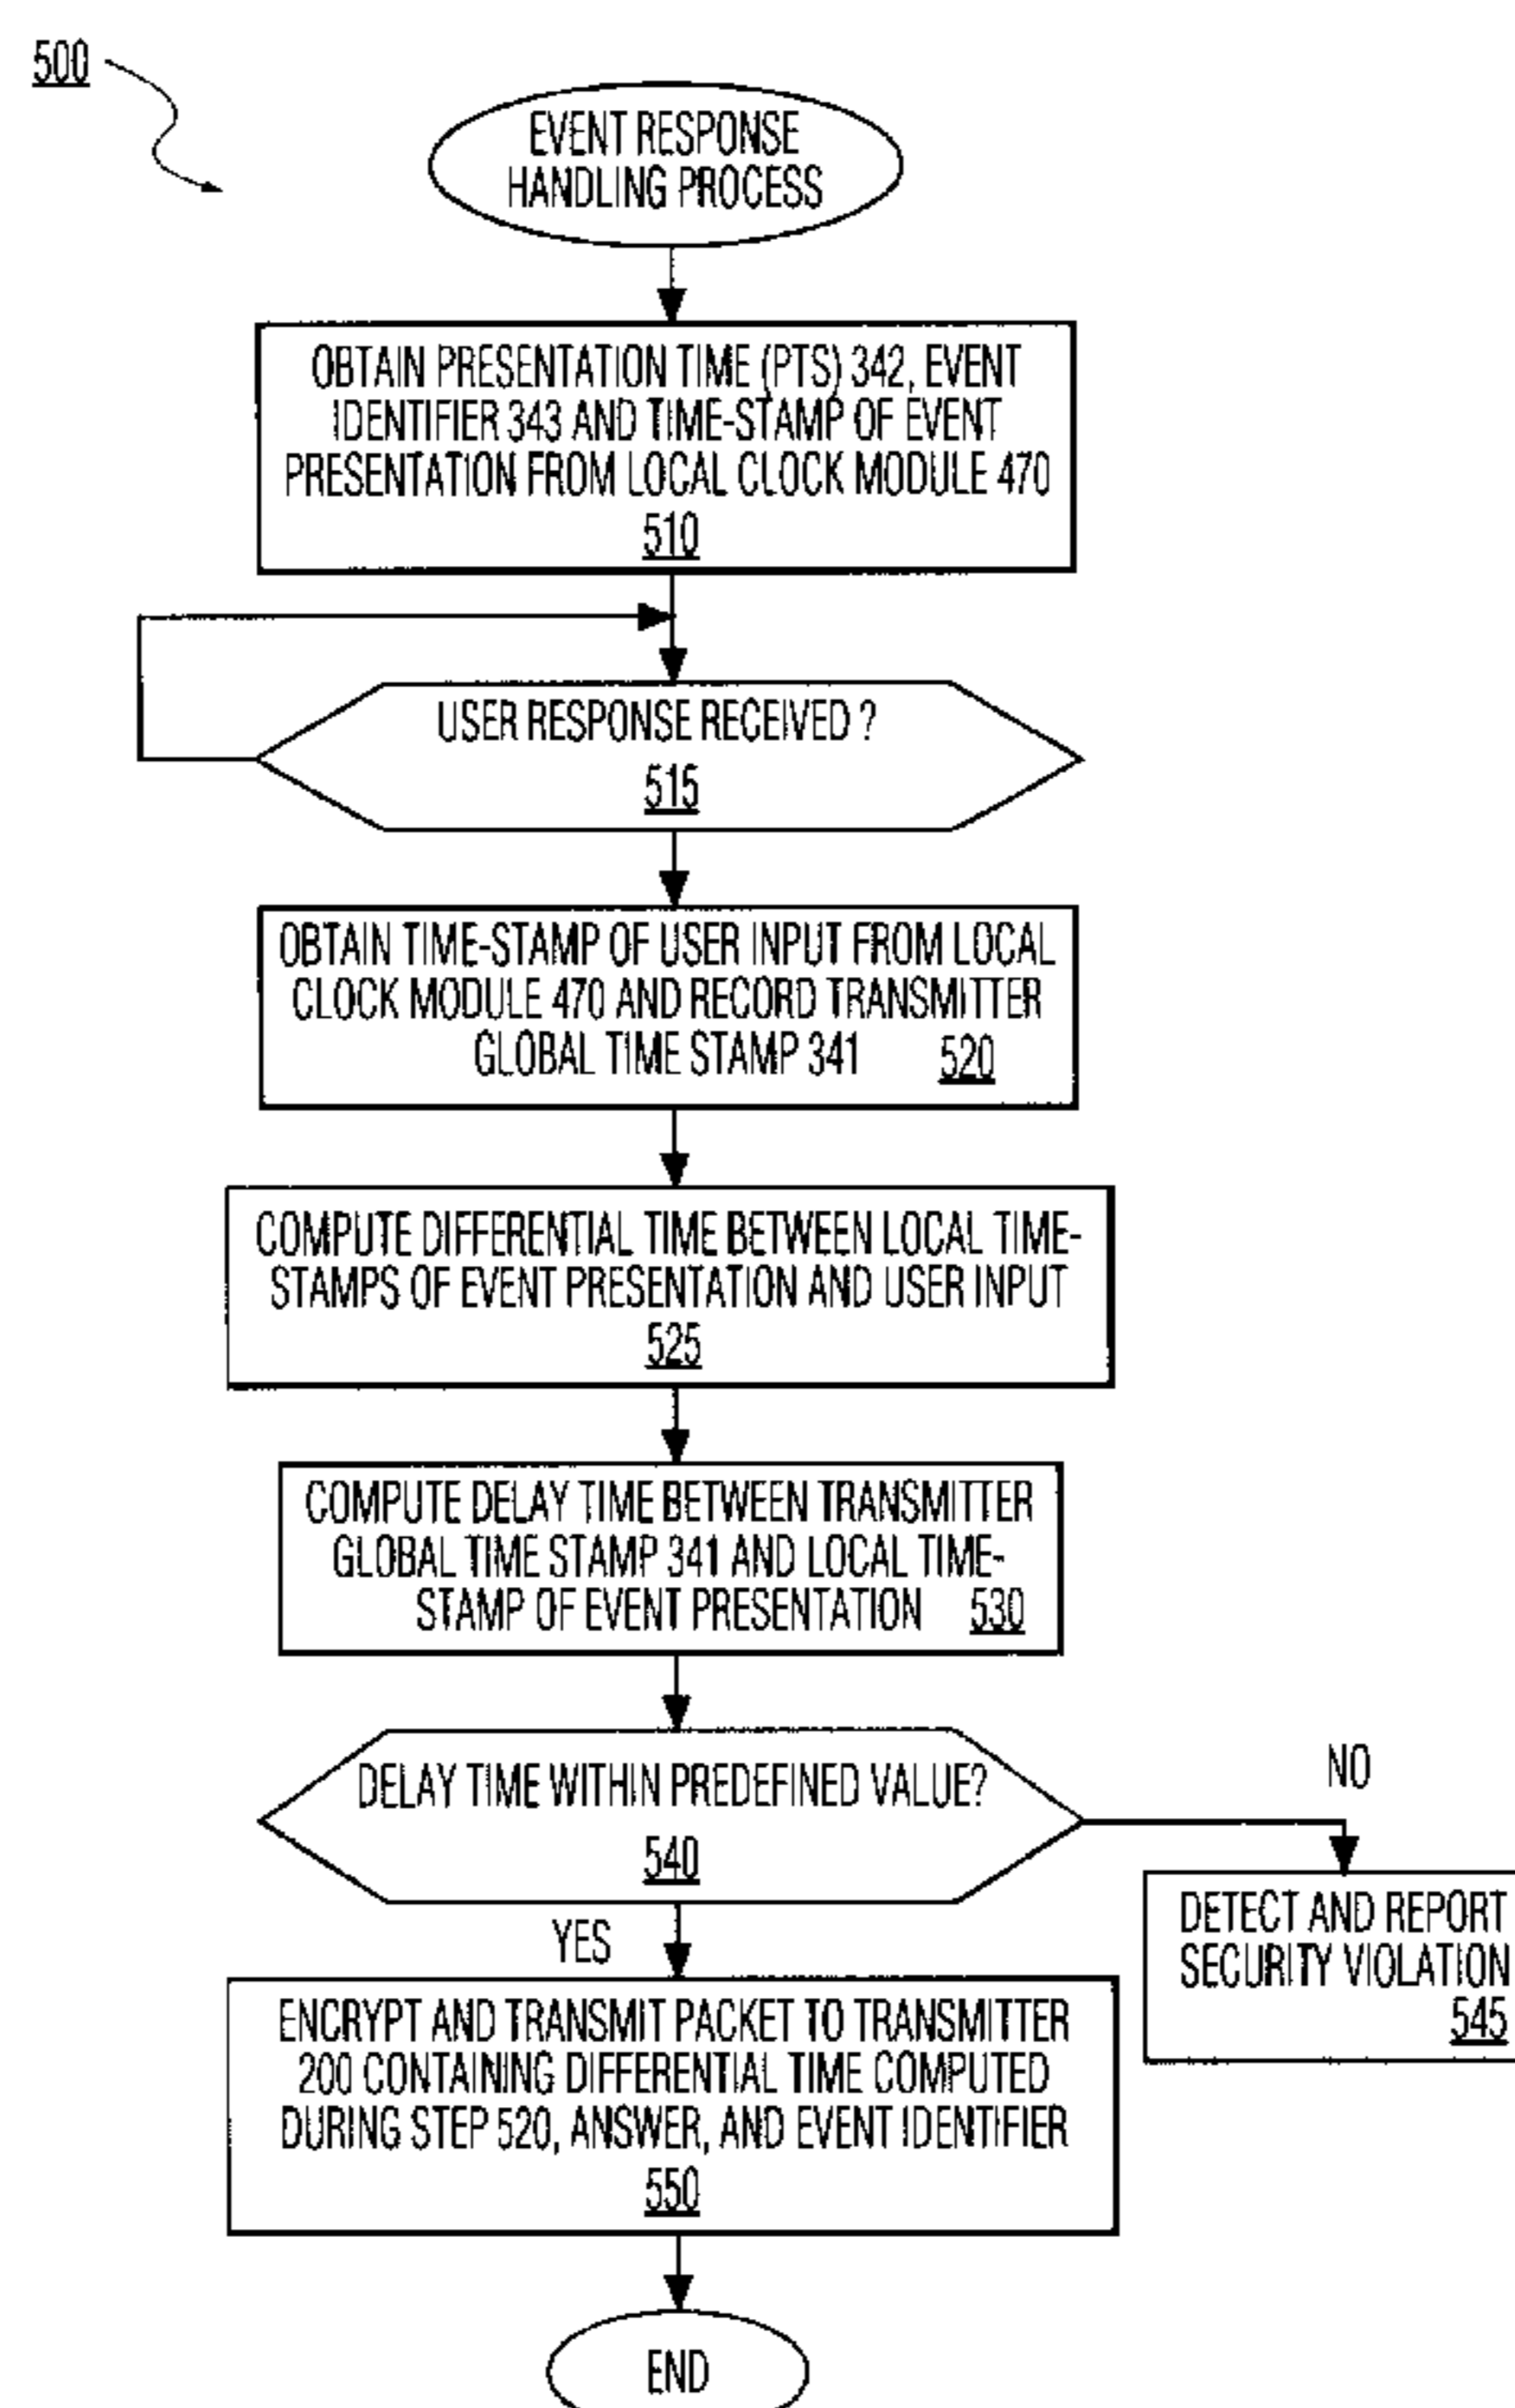 500
EVENT RESPONSE
HANDLING PROCESS
OBTAIN PRESENTATION TIME (PTS) 342, EVENT
IDENTIFIER 343 AND TIME-STAMP OF EVENT
PRESENTATION FROM LOCAL CLOCK MODULE 470
510
USER RESPONSE RECEIVED ?
515
OBTAIN TIME-STAMP OF USER INPUT FROM LOCAL
CLOCK MODULE 470 AND RECORD TRANSMITTER
GLOBAL TIME STAMP 341 520
COMPUTE DIFFERENTIAL TIME BETWEEN LOCAL TIME-
STAMPS OF EVENT PRESENTATION AND USER INPUT
525
COMPUTE DELAY TIME BETWEEN TRANSMITTER
GLOBAL TIME STAMP 341 AND LOCAL TIME-
STAMP OF EVENT PRESENTATION 530
DELAY TIME WITHIN PREDEFINED VALUE?
540
NO
DETECT AND REPORT
SECURITY VIOLATION
545
YES
ENCRYPT AND TRANSMIT PACKET TO TRANSMITTER
200 CONTAINING DIFFERENTIAL TIME COMPUTED
DURING STEP 520, ANSWER, AND EVENT IDENTIFIER
550
END